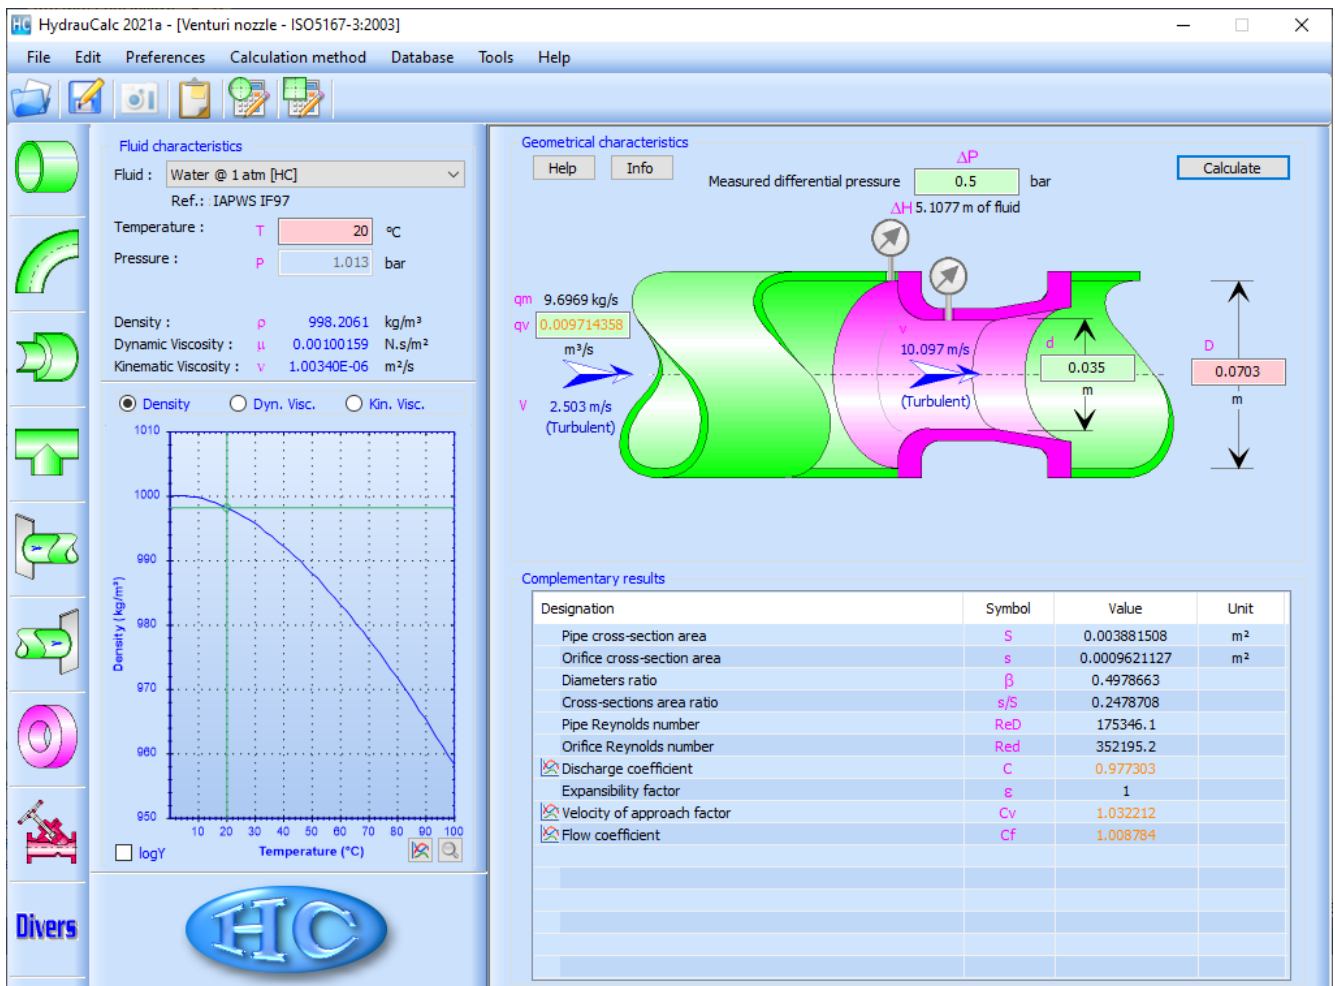 HC HydrauCalc 2021a - [Venturi nozzle - ISO5167-3:2003]
File Edit Preferences Calculation method Database Tools Help
Fluid characteristics
Fluid : Water @ 1 atm [HC]
Ref.: IAPWS IF97
Temperature : T 20 ºC
Pressure : P 1.013 bar
Density : ρ 998.2061 kg/m³
Dynamic Viscosity : μ 0.00100159 N.s/m²
Kinematic Viscosity : ν 1.00340E-06 m²/s
Density Dyn. Visc. Kin. Visc.
1010
1000
990
980
970
960
950
Density (kg/m³)
10 20 30 40 50 60 70 80 90 100
logY Temperature (°C)
Divers
HC
Geometrical characteristics
Help Info
ΔP
Measured differential pressure 0.5 bar
Calculate
ΔH 5.1077 m of fluid
qm 9.6969 kg/s
qv 0.009714358
m³/s
V 2.503 m/s
(Turbulent)
v
10.097 m/s
(Turbulent)
d
0.035
m
D
0.0703
m
Complementary results
Designation Symbol Value Unit
Pipe cross-section area S 0.003881508 m²
Orifice cross-section area s 0.0009621127 m²
Diameters ratio β 0.4978663
Cross-sections area ratio s/S 0.2478708
Pipe Reynolds number ReD 175346.1
Orifice Reynolds number Red 352195.2
Discharge coefficient C 0.977303
Expansibility factor ε 1
Velocity of approach factor Cv 1.032212
Flow coefficient Cf 1.008784